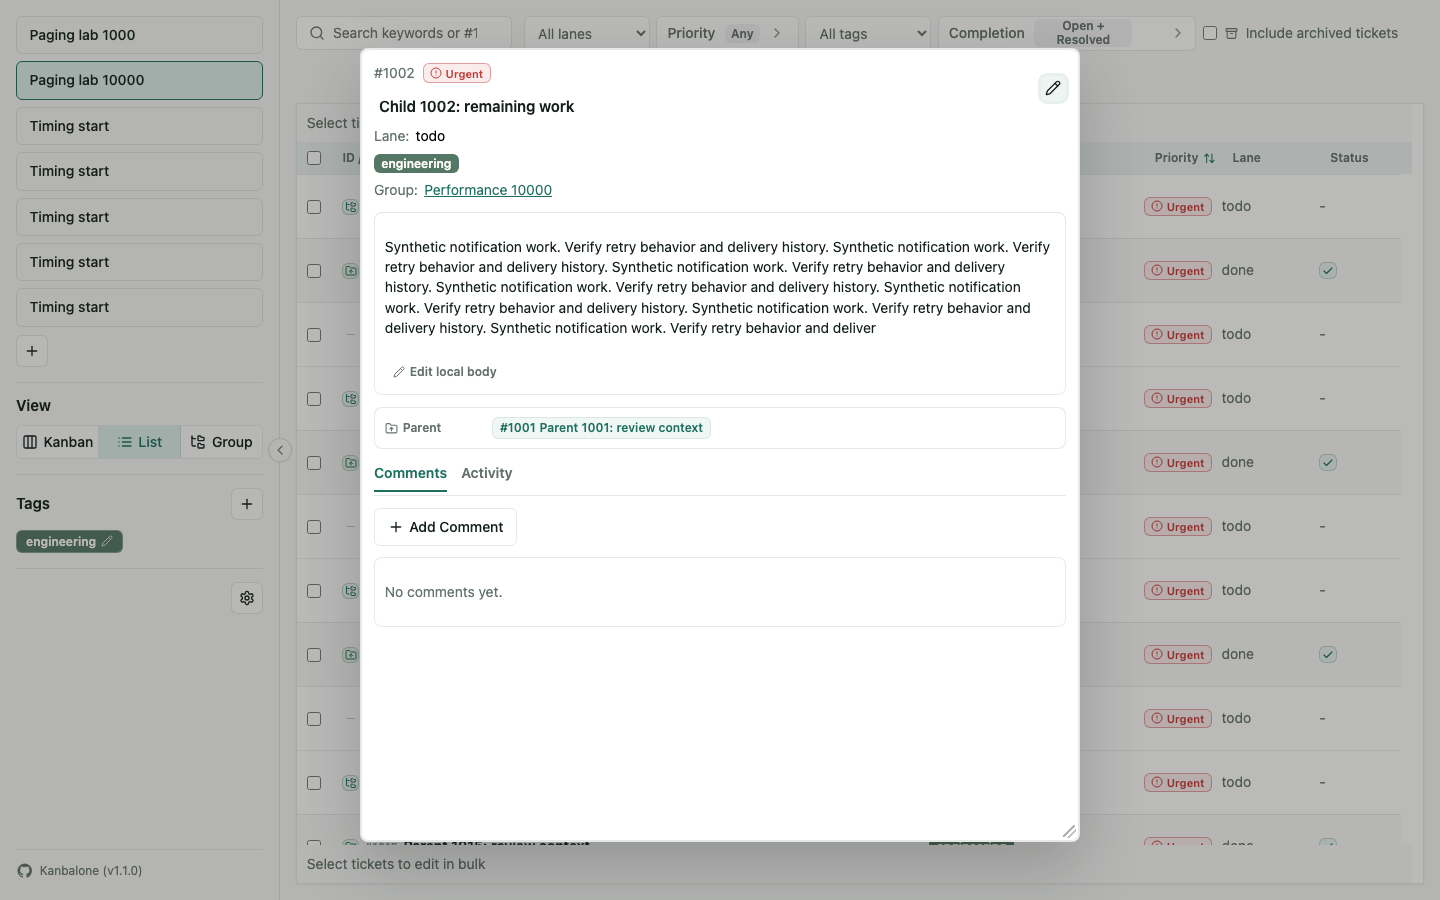 Paging lab 1000
Paging lab 10000
Timing start
Timing start
Timing start
Timing start
Timing start
View
Kanban
List
Group
Tags
engineering
Kanbalone (v1.1.0)
Search keywords or #1
All lanes
Priority Any
All tags
Completion Open + Resolved
Include archived tickets
Select ti
ID
Priority
Lane
Status
Urgent todo -
Urgent done
Urgent todo -
Urgent todo -
Urgent done
Urgent todo -
Urgent todo -
Urgent done
Urgent todo -
Urgent todo -
Select tickets to edit in bulk
#1002 Urgent
Child 1002: remaining work
Lane: todo
engineering
Group: Performance 10000
Synthetic notification work. Verify retry behavior and delivery history. Synthetic notification work. Verify
retry behavior and delivery history. Synthetic notification work. Verify retry behavior and delivery
history. Synthetic notification work. Verify retry behavior and delivery history. Synthetic notification
work. Verify retry behavior and delivery history. Synthetic notification work. Verify retry behavior and
delivery history. Synthetic notification work. Verify retry behavior and deliver
Edit local body
Parent #1001 Parent 1001: review context
Comments
Activity
Add Comment
No comments yet.